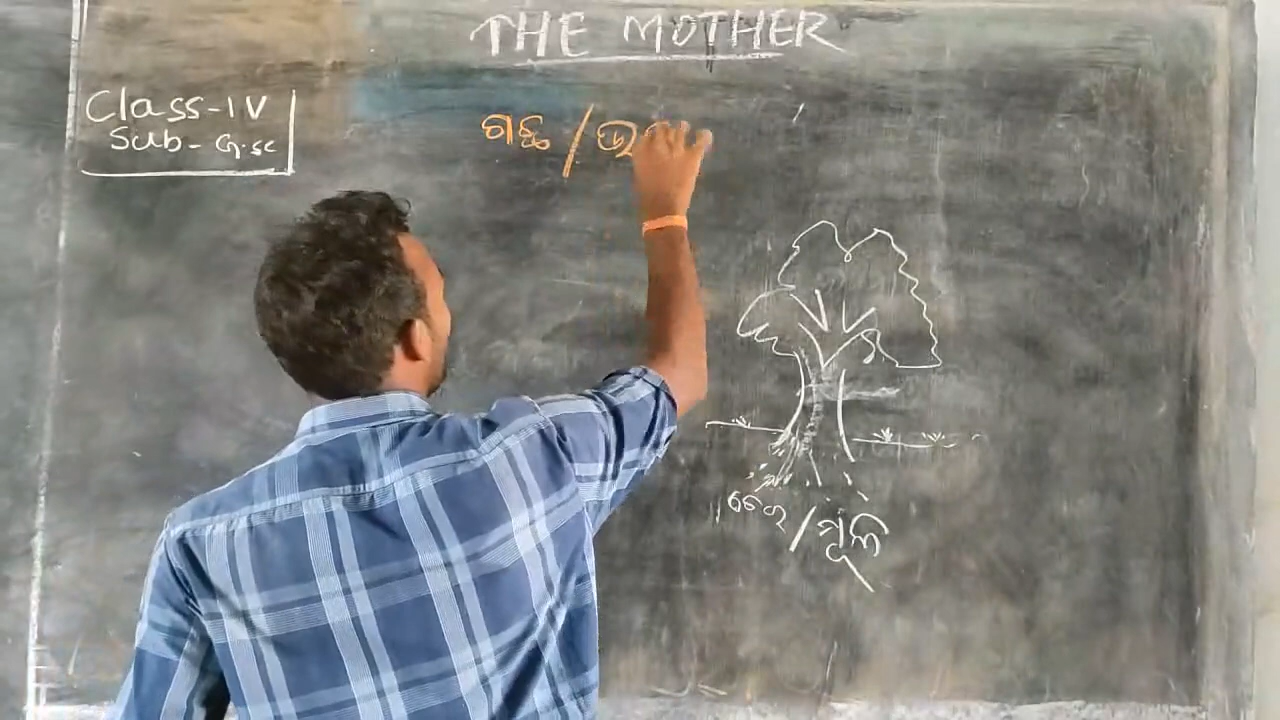 THE MOTHER
Class-IV
Sub- G.sc
ଗଛ /
ଚେର / ମୂଳ